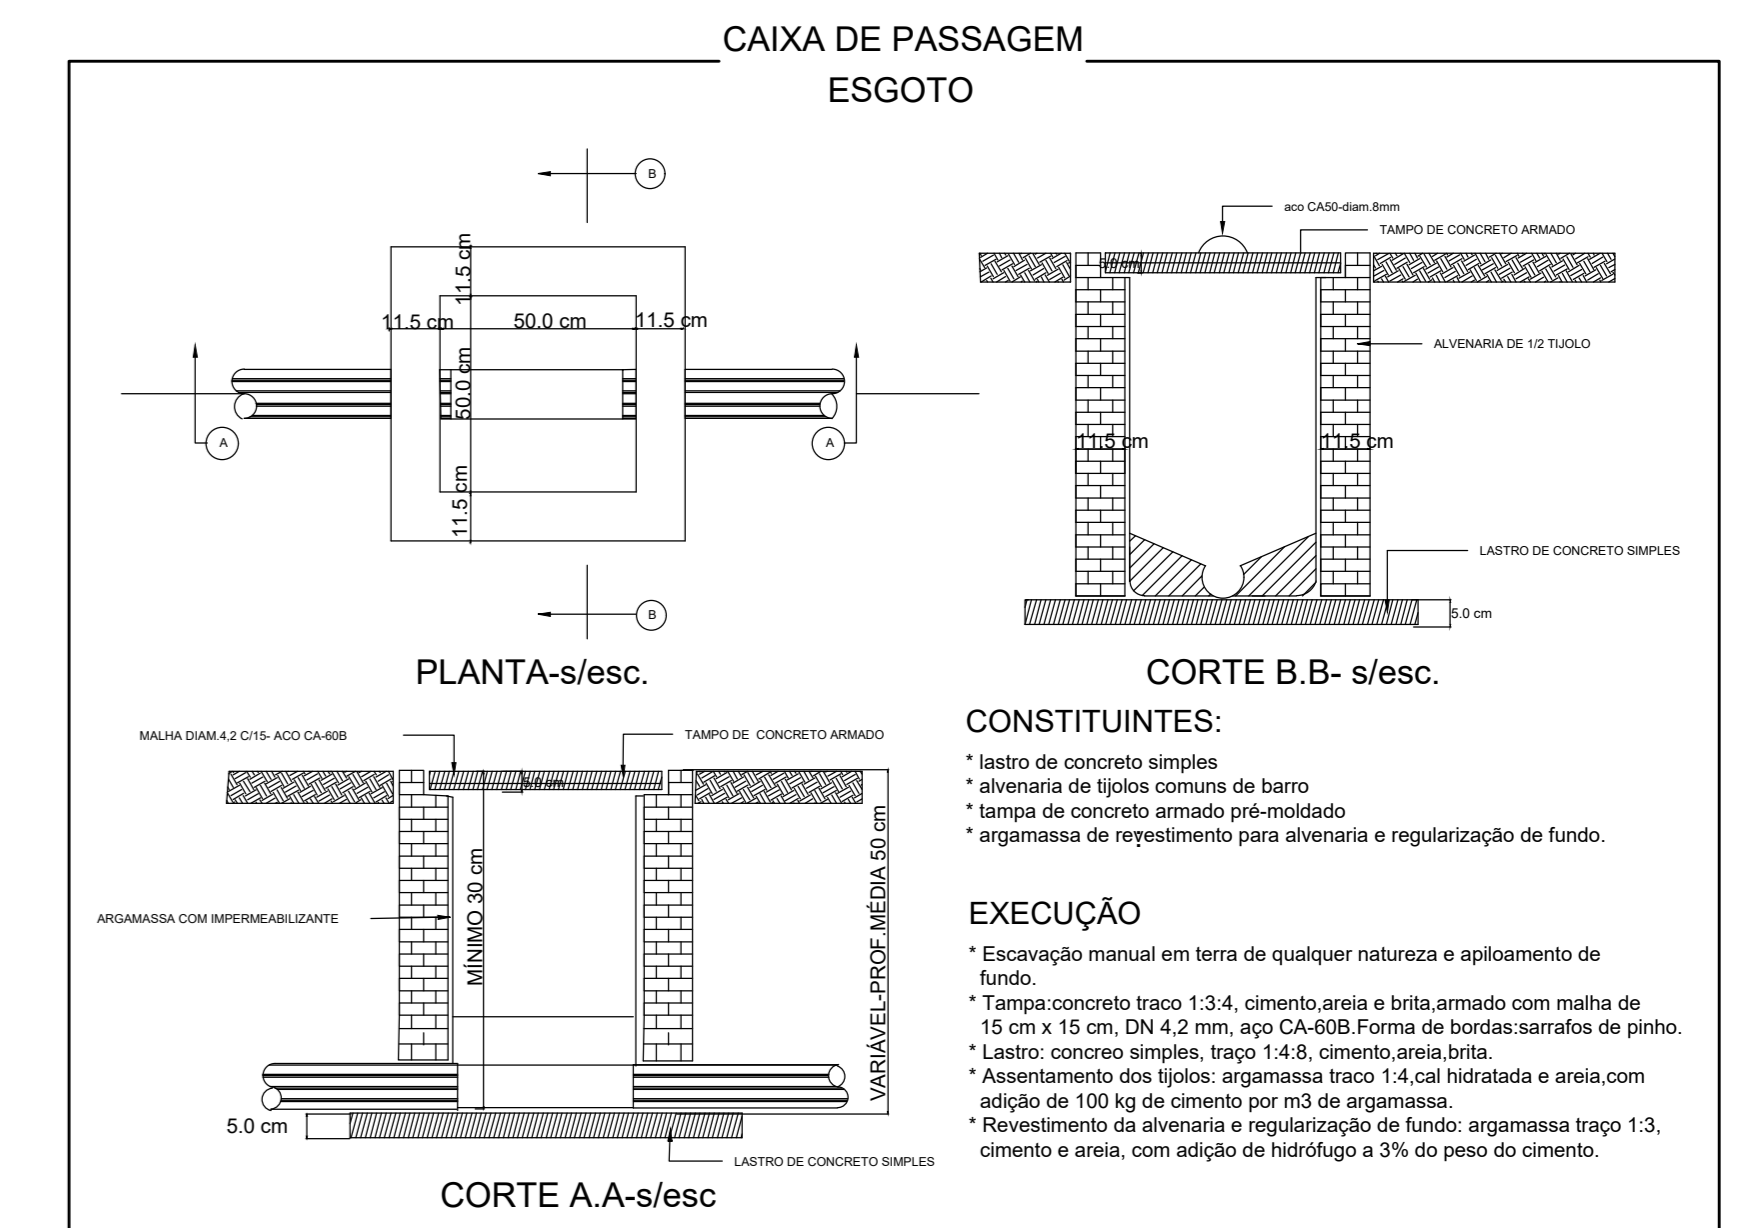 CAIXA DE PASSAGEM
ESGOTO
B
11.5 cm
11.5 cm
50.0 cm
11.5 cm
50.0 cm
A
A
11.5 cm
B
PLANTA-s/esc.
aco CA50-diam.8mm
TAMPO DE CONCRETO ARMADO
5.0 cm
ALVENARIA DE 1/2 TIJOLO
11.5 cm
11.5 cm
LASTRO DE CONCRETO SIMPLES
5.0 cm
CORTE B.B- s/esc.
MALHA DIAM.4,2 C/15- ACO CA-60B
TAMPO DE CONCRETO ARMADO
5.0 cm
MÍNIMO 30 cm
VARIÁVEL-PROF.MÉDIA 50 cm
ARGAMASSA COM IMPERMEABILIZANTE
5.0 cm
LASTRO DE CONCRETO SIMPLES
CORTE A.A-s/esc
CONSTITUINTES:
* lastro de concreto simples
* alvenaria de tijolos comuns de barro
* tampa de concreto armado pré-moldado
* argamassa de revestimento para alvenaria e regularização de fundo.
EXECUÇÃO
* Escavação manual em terra de qualquer natureza e apiloamento de
fundo.
* Tampa:concreto traco 1:3:4, cimento,areia e brita,armado com malha de
15 cm x 15 cm, DN 4,2 mm, aço CA-60B.Forma de bordas:sarrafos de pinho.
* Lastro: concreo simples, traço 1:4:8, cimento,areia,brita.
* Assentamento dos tijolos: argamassa traco 1:4,cal hidratada e areia,com
adição de 100 kg de cimento por m3 de argamassa.
* Revestimento da alvenaria e regularização de fundo: argamassa traço 1:3,
cimento e areia, com adição de hidrófugo a 3% do peso do cimento.